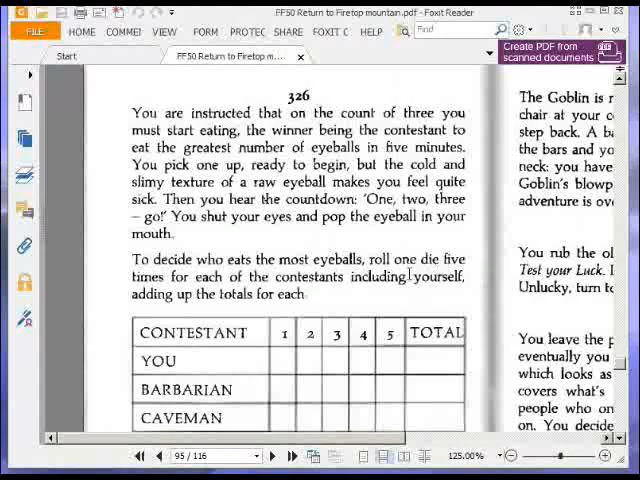 FF50 Return to Firetop mountain.pdf - Foxit Reader
FILE HOME COMMEN VIEW FORM PROTEC SHARE FOXIT C HELP Find
Start FF50 Return to Firetop m... Create PDF from
scanned documents
326
You are instructed that on the count of three you
must start eating, the winner being the contestant to
eat the greatest number of eyeballs in five minutes.
You pick one up, ready to begin, but the cold and
slimy texture of a raw eyeball makes you feel quite
sick. Then you hear the countdown: 'One, two, three
– go!' You shut your eyes and pop the eyeball in your
mouth.
To decide who eats the most eyeballs, roll one die five
times for each of the contestants including yourself,
adding up the totals for each
CONTESTANT 1 2 3 4 5 TOTAL
YOU
BARBARIAN
CAVEMAN
The Goblin is
chair at your
step back. A
the bars and
neck: you have
Goblin's blowp
adventure is
You rub the
Test your Luck.
Unlucky, turn
You leave the
eventually you
which looks as
covers what's
people who
on. You decide
95 / 116 125.00%